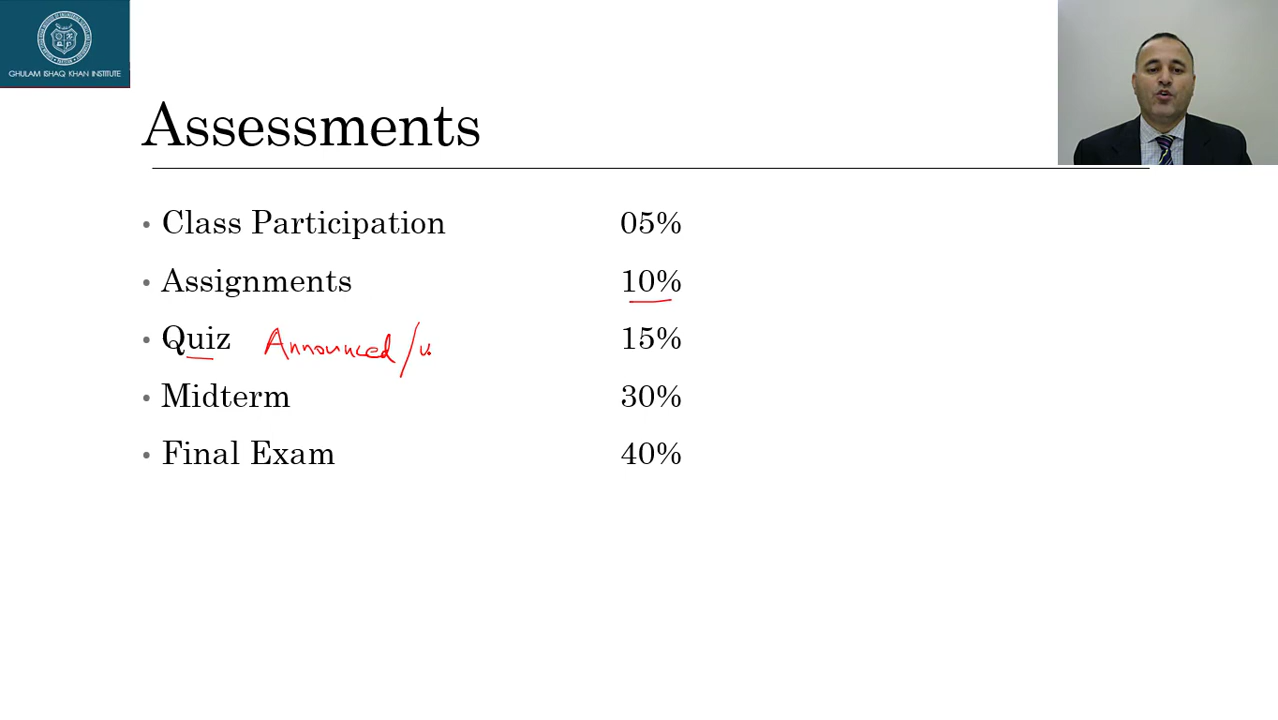 GHULAM ISHAQ KHAN INSTITUTE
Assessments
• Class Participation 05%
• Assignments 10%
• Quiz Announced / 15%
• Midterm 30%
• Final Exam 40%